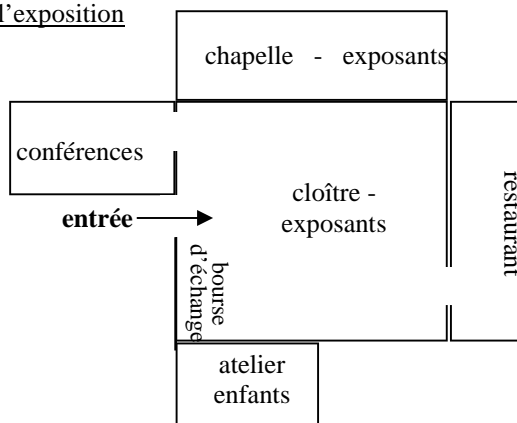 l'exposition
chapelle - exposants
conférences
cloître -
exposants
entrée
restaurant
bourse
d'échange
atelier
enfants